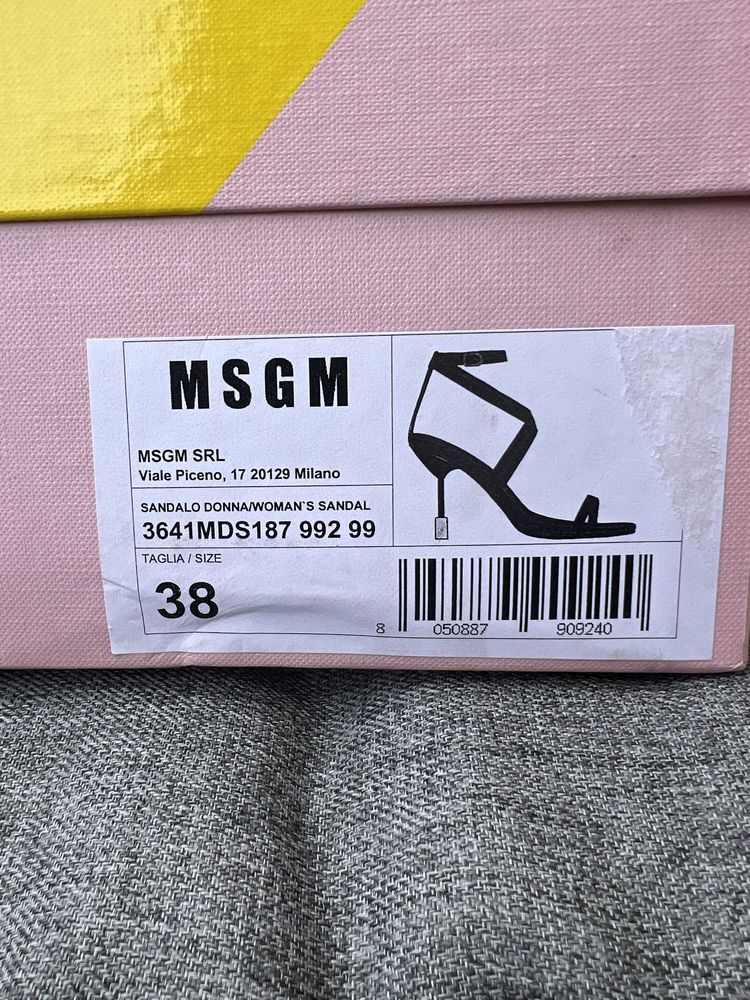 MSGM
MSGM SRL
Viale Piceno, 17 20129 Milano
SANDALO DONNA/WOMAN`S SANDAL
3641MDS187 992 99
TAGLIA / SIZE
38
8 050887 909240